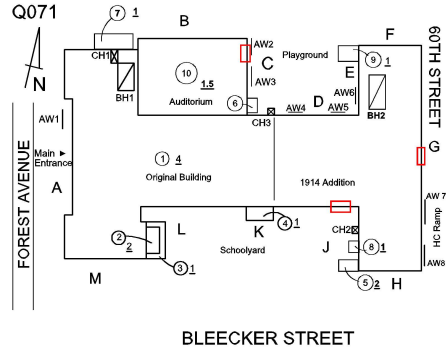 Q071
N
7 1
B
F
60TH STREET
CH1
BH1
AW2
C
AW3
Playground
9 1
E
10
1.5
Auditorium
6
CH3
AW4
D
AW5
AW6
BH2
AW1
Main ►
Entrance
A
FOREST AVENUE
1 4
Original Building
1914 Addition
G
AW 7
HC Ramp
AW8
2
2
L
3 1
K
4 1
Schoolyard
CH2
J
8 1
5 2
H
M
BLEECKER STREET